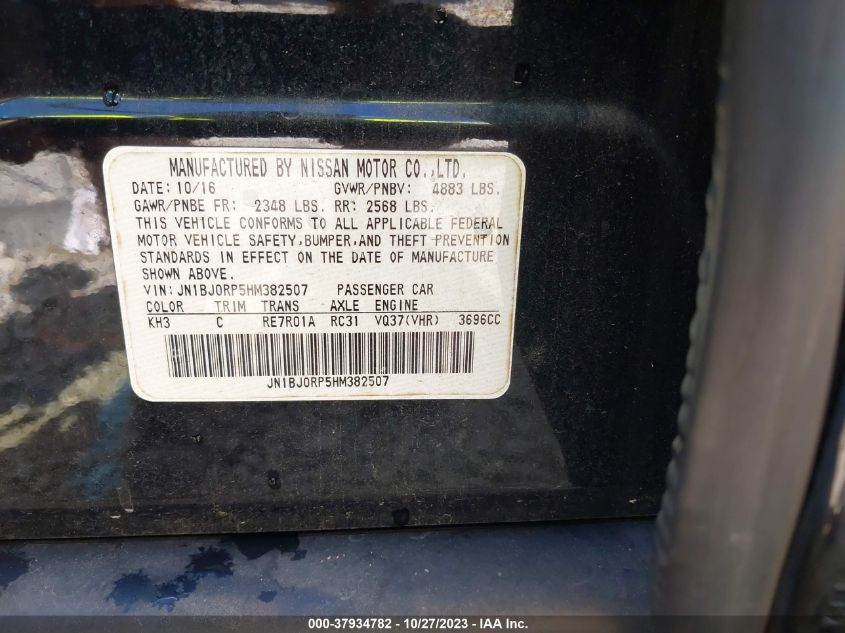 MANUFACTURED BY NISSAN MOTOR CO.,LTD.
DATE: 10/16 GVWR/PNBV: 4883 LBS.
GAWR/PNBE FR: 2348 LBS. RR: 2568 LBS.
THIS VEHICLE CONFORMS TO ALL APPLICABLE FEDERAL
MOTOR VEHICLE SAFETY,BUMPER,AND THEFT PREVENTION
STANDARDS IN EFFECT ON THE DATE OF MANUFACTURE
SHOWN ABOVE.
VIN: JN1BJ0RP5HM382507 PASSENGER CAR
COLOR TRIM TRANS AXLE ENGINE
KH3 C RE7R01A RC31 VQ37(VHR) 3696CC
JN1BJ0RP5HM382507
000-37934782 - 10/27/2023 - IAA Inc.